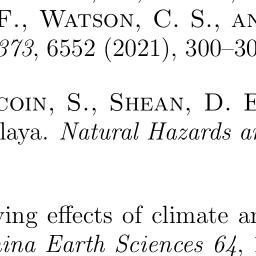 F., WATSON, C. S., AN
373, 6552 (2021), 300–30
COIN, S., SHEAN, D. E
laya. Natural Hazards a
ving effects of climate a
ina Earth Sciences 64,